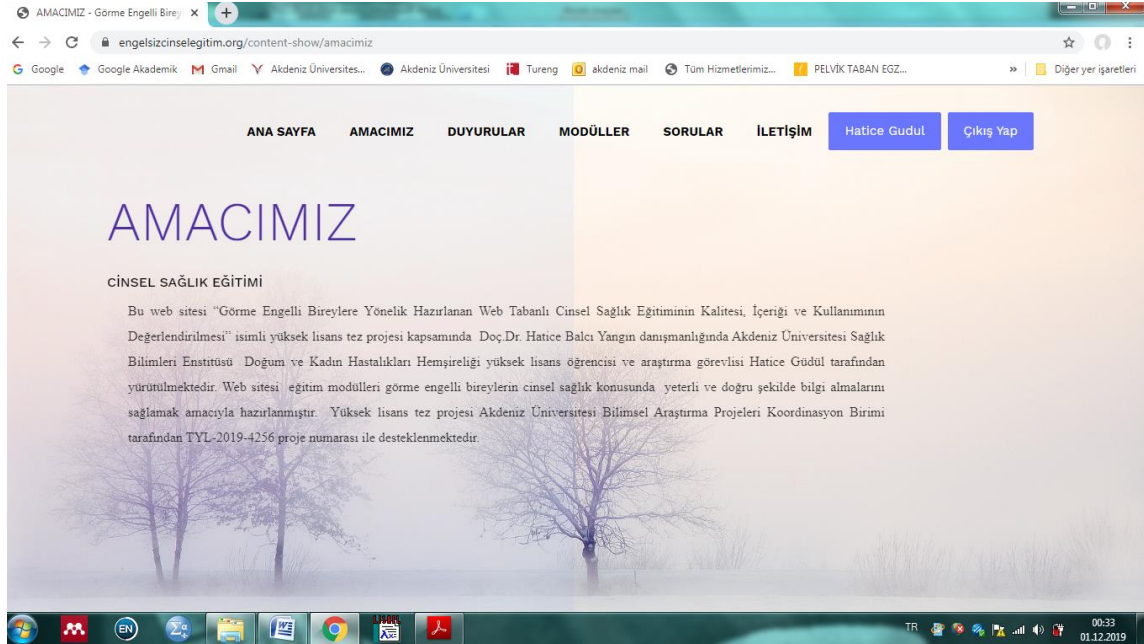 AMACIMIZ - Görme Engelli Birey
engelsizcinselegitim.org/content-show/amacimiz
Google Google Akademik Gmail Akdeniz Üniversites... Akdeniz Üniversitesi Tureng akdeniz mail Tüm Hizmetlerimiz... PELVİK TABAN EGZ... » Diğer yer işaretleri
ANA SAYFA AMACIMIZ DUYURULAR MODÜLLER SORULAR İLETİŞİM Hatice Gudul Çıkış Yap
AMACIMIZ
CİNSEL SAĞLIK EĞİTİMİ
Bu web sitesi “Görme Engelli Bireylere Yönelik Hazırlanan Web Tabanlı Cinsel Sağlık Eğitiminin Kalitesi, İçeriği ve Kullanımının
Değerlendirilmesi” isimli yüksek lisans tez projesi kapsamında Doç.Dr. Hatice Balcı Yangın danışmanlığında Akdeniz Üniversitesi Sağlık
Bilimleri Enstitüsü Doğum ve Kadın Hastalıkları Hemşireliği yüksek lisans öğrencisi ve araştırma görevlisi Hatice Güdül tarafından
yürütülmektedir. Web sitesi eğitim modülleri görme engelli bireylerin cinsel sağlık konusunda yeterli ve doğru şekilde bilgi almalarını
sağlamak amacıyla hazırlanmıştır. Yüksek lisans tez projesi Akdeniz Üniversitesi Bilimsel Araştırma Projeleri Koordinasyon Birimi
tarafından TYL-2019-4256 proje numarası ile desteklenmektedir.
EN
LISREL
TR
00:33
01.12.2019